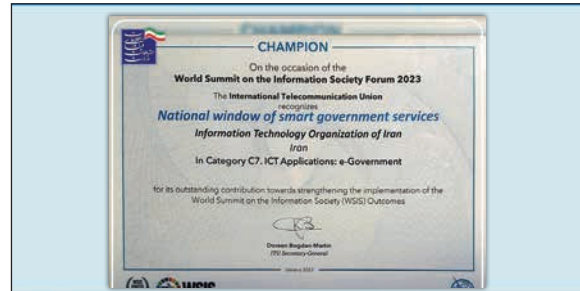 CHAMPION
On the occasion of the
World Summit on the Information Society Forum 2023
The International Telecommunication Union
recognizes
National window of smart government services
Information Technology Organization of Iran
Iran
in Category C7. ICT Applications: e-Government
for its outstanding contribution towards strengthening the implementation of the
World Summit on the Information Society (WSIS) Outcomes
Doreen Bogdan-Martin
ITU Secretary-General
WSIS